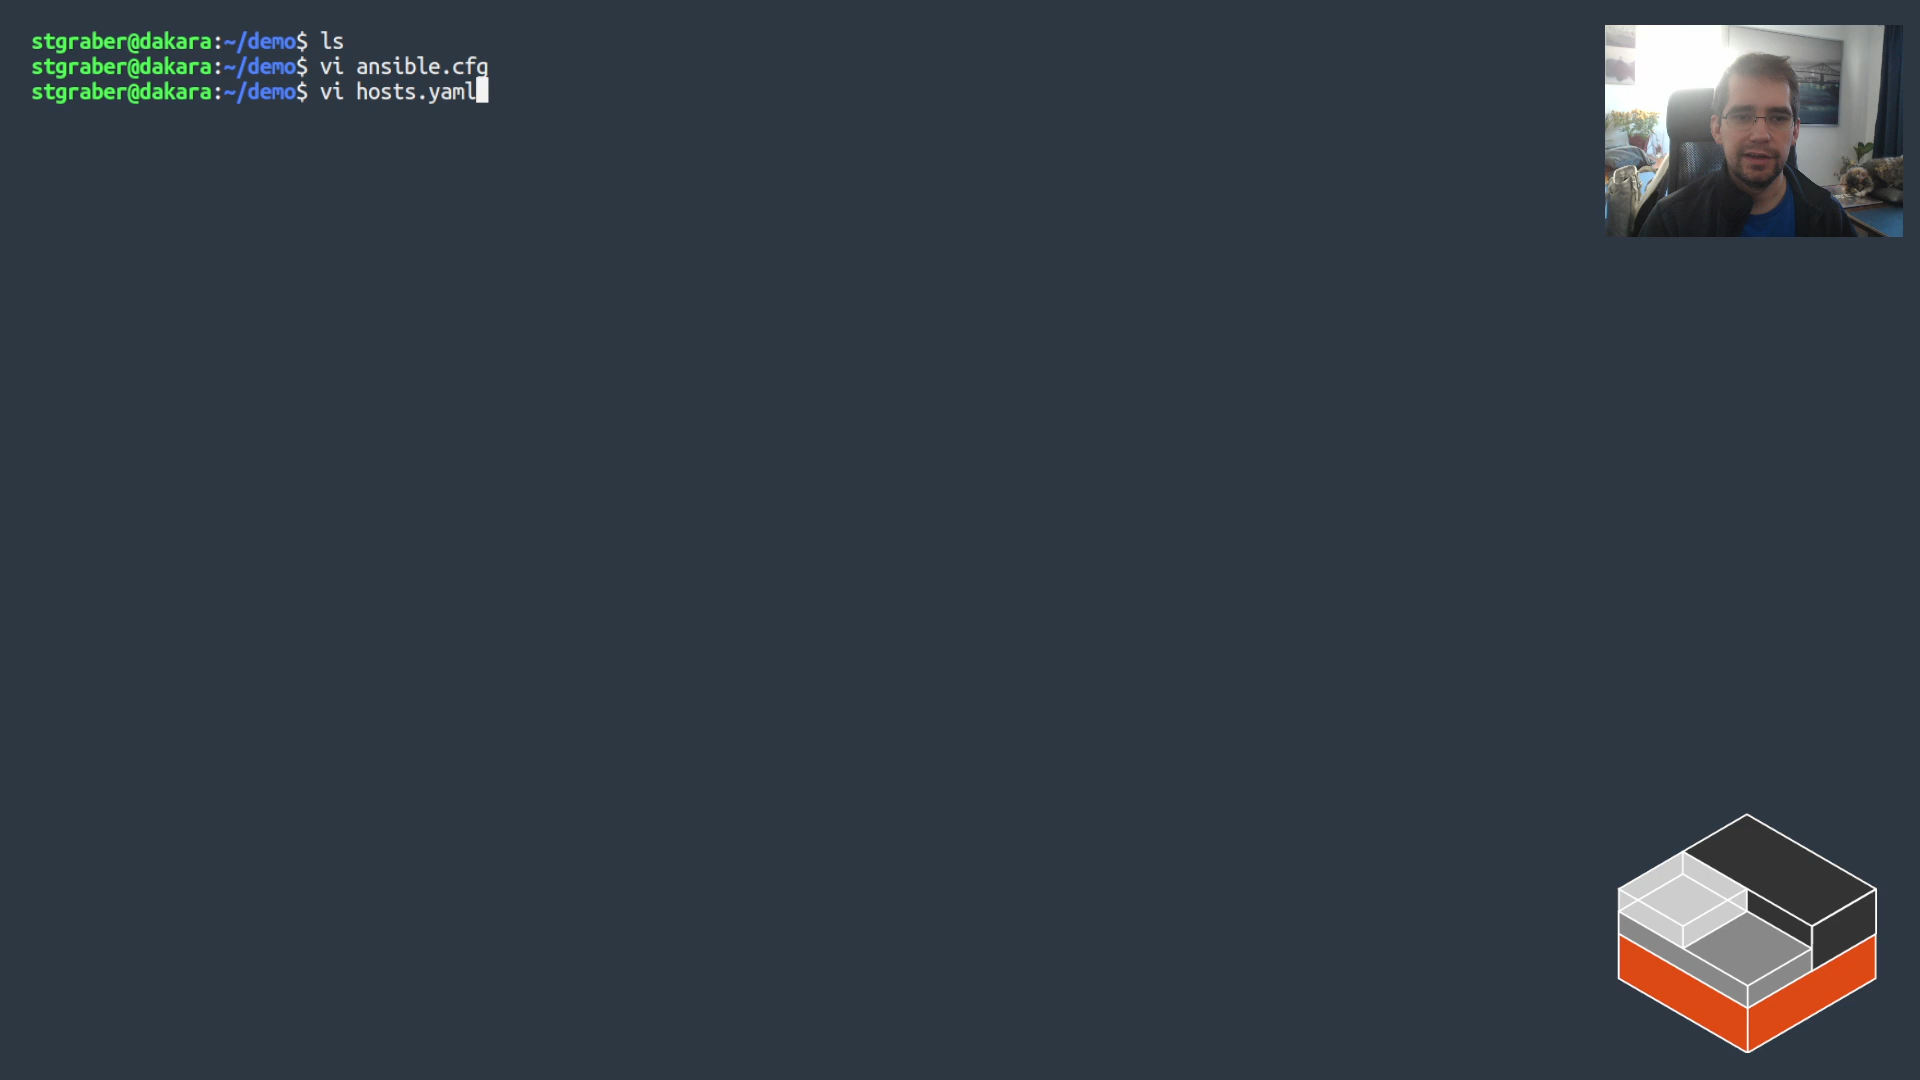 stgraber@dakara:~/demo$ ls
stgraber@dakara:~/demo$ vi ansible.cfg
stgraber@dakara:~/demo$ vi hosts.yaml